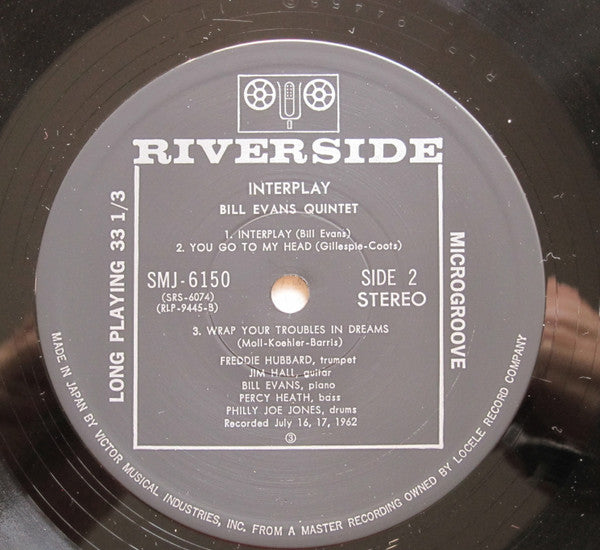 RIVERSIDE
INTERPLAY
BILL EVANS QUINTET
1. INTERPLAY (Bill Evans)
2. YOU GO TO MY HEAD (Gillespie-Coots)
SMJ-6150
(SRS-6074)
(RLP-9445-B)
SIDE 2
STEREO
3. WRAP YOUR TROUBLES IN DREAMS
(Moll-Koehler-Barris)
FREDDIE HUBBARD, trumpet
JIM HALL, guitar
BILL EVANS, piano
PERCY HEATH, bass
PHILLY JOE JONES, drums
Recorded July 16, 17, 1962
③
LONG PLAYING 33 1/3
MICROGROOVE
MADE IN JAPAN BY VICTOR MUSICAL INDUSTRIES, INC. FROM A MASTER RECORDING OWNED BY LOCELE RECORD COMPANY